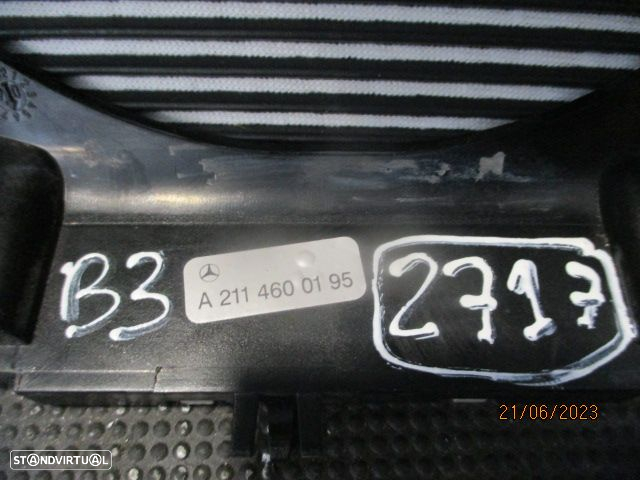 B3
A 211 460 01 95
2717
21/06/2023
STANDVIRTUAL